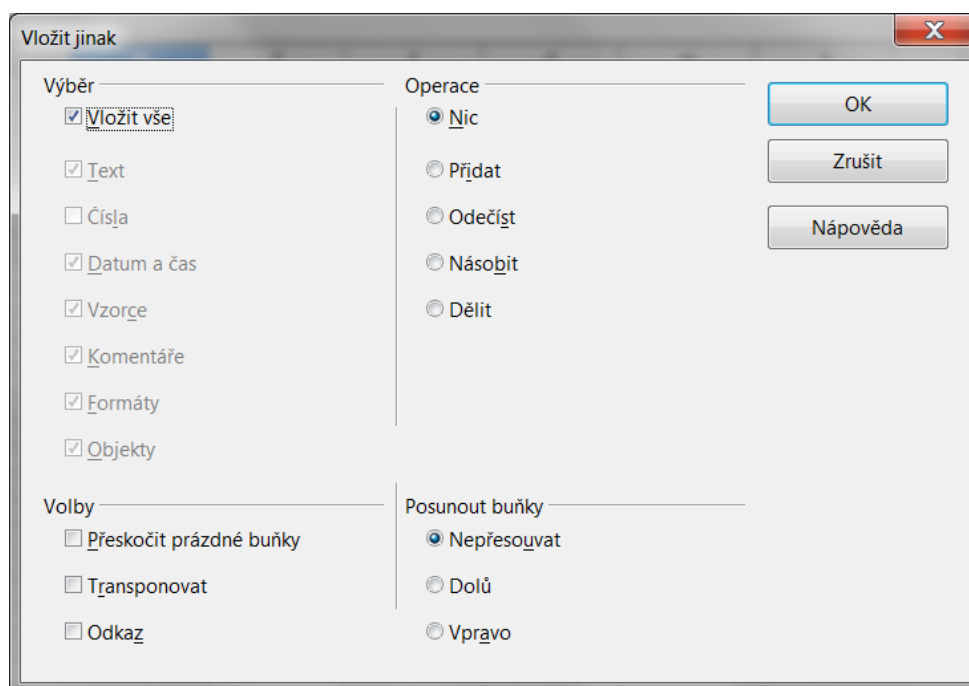 Vložit jinak
Výběr
Vložit vše
Text
Čísla
Datum a čas
Vzorce
Komentáře
Formáty
Objekty
Operace
Nic
Přidat
Odečíst
Násobit
Dělit
OK
Zrušit
Nápověda
Volby
Přeskočit prázdné buňky
Transponovat
Odkaz
Posunout buňky
Nepřesouvat
Dolů
Vpravo